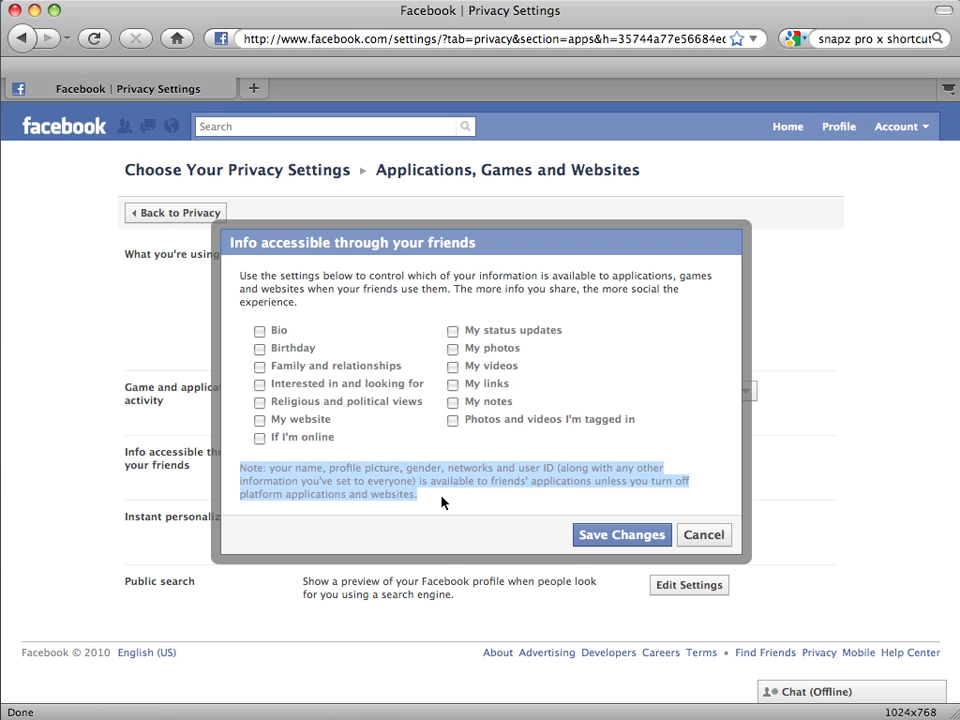 Facebook | Privacy Settings
http://www.facebook.com/settings/?tab=privacy&section=apps&h=35744a77e56684ec
snapz pro x shortcut
Facebook | Privacy Settings
facebook
Search
Home
Profile
Account
Choose Your Privacy Settings
Applications, Games and Websites
Back to Privacy
What you're using
Info accessible through your friends
Use the settings below to control which of your information is available to applications, games
and websites when your friends use them. The more info you share, the more social the
experience.
Bio
My status updates
Birthday
My photos
Family and relationships
My videos
Interested in and looking for
My links
Religious and political views
My notes
My website
Photos and videos I'm tagged in
If I'm online
Game and applica
activity
Info accessible thr
your friends
Note: your name, profile picture, gender, networks and user ID (along with any other
information you've set to everyone) is available to friends' applications unless you turn off
platform applications and websites.
Instant personaliz
Save Changes
Cancel
Public search
Show a preview of your Facebook profile when people look
for you using a search engine.
Edit Settings
Facebook © 2010 English (US)
About Advertising Developers Careers Terms • Find Friends Privacy Mobile Help Center
Chat (Offline)
Done
1024x768